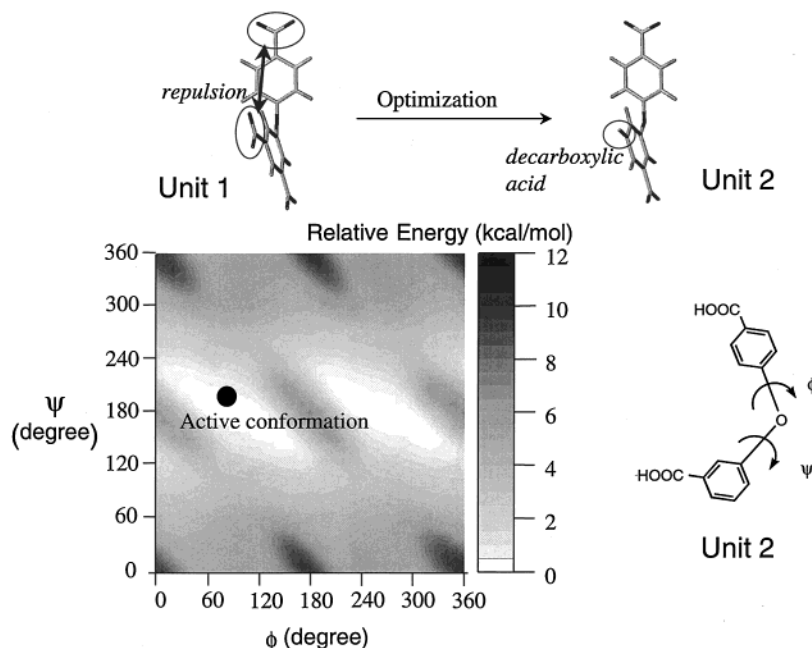 repulsion
Optimization
decarboxylic
acid
Unit 1
Unit 2
Relative Energy (kcal/mol)
360
300
240
180
120
60
0
Ψ
(degree)
Active conformation
0
60
120
180
240
300
360
ϕ (degree)
12
10
8
6
4
2
0
HOOC
ϕ
O
HOOC
Ψ
Unit 2